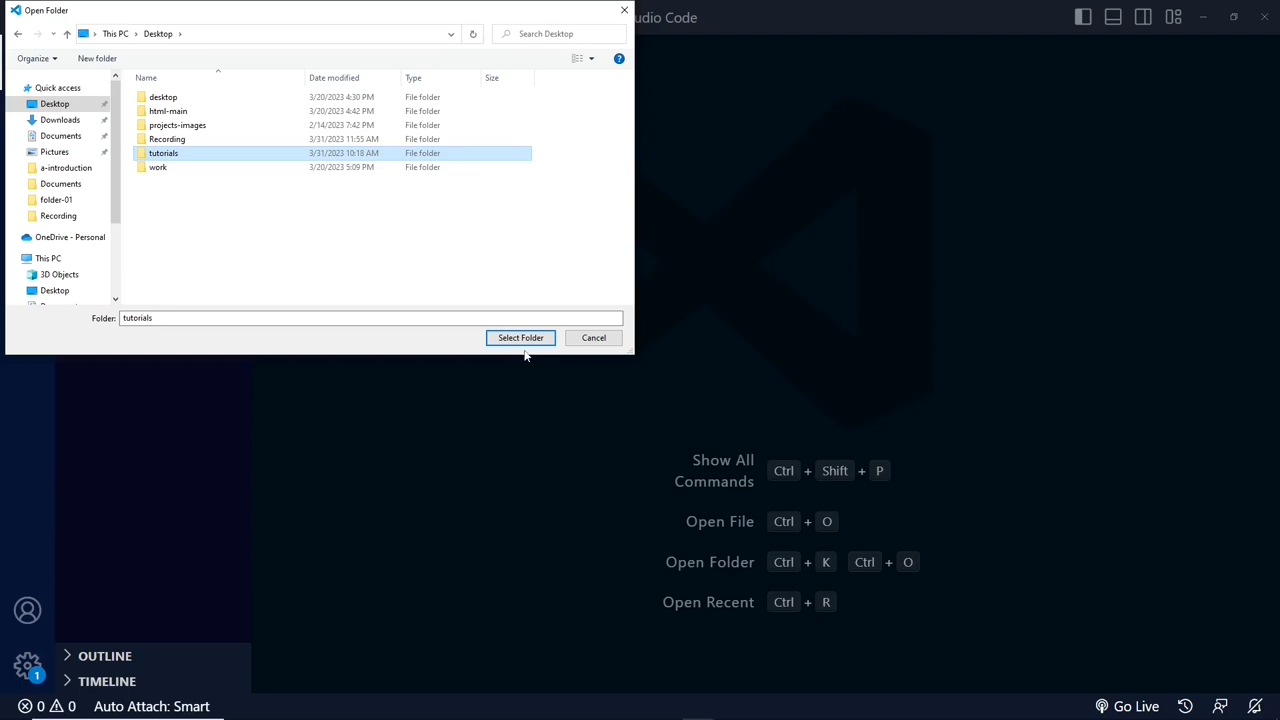 Open Folder
udio Code
This PC > Desktop >
Search Desktop
Organize
New folder
Name Date modified Type Size
Quick access
Desktop
Downloads
Documents
Pictures
a-introduction
Documents
folder-01
Recording
OneDrive - Personal
This PC
3D Objects
Desktop
desktop 3/20/2023 4:30 PM File folder
html-main 3/20/2023 4:42 PM File folder
projects-images 2/14/2023 7:42 PM File folder
Recording 3/31/2023 11:55 AM File folder
tutorials 3/31/2023 10:18 AM File folder
work 3/20/2023 5:09 PM File folder
Folder: tutorials
Select Folder Cancel
Show All Commands Ctrl + Shift + P
Open File Ctrl + O
Open Folder Ctrl + K Ctrl + O
Open Recent Ctrl + R
OUTLINE
1
TIMELINE
0 0 Auto Attach: Smart
Go Live